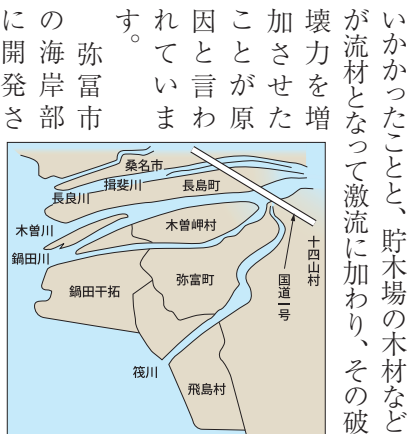 いかかったことと、貯木場の木材など
が流材となって激流に加わり、その破
壊力を増
加させた
ことが原
因と言わ
れていま
す。
弥冨市
の海岸部
に開発さ
桑名市
揖斐川
長島町
長良川
木曽川
木曽岬村
鍋田川
十四山村
国道一号
弥富町
鍋田干拓
筏川
飛島村